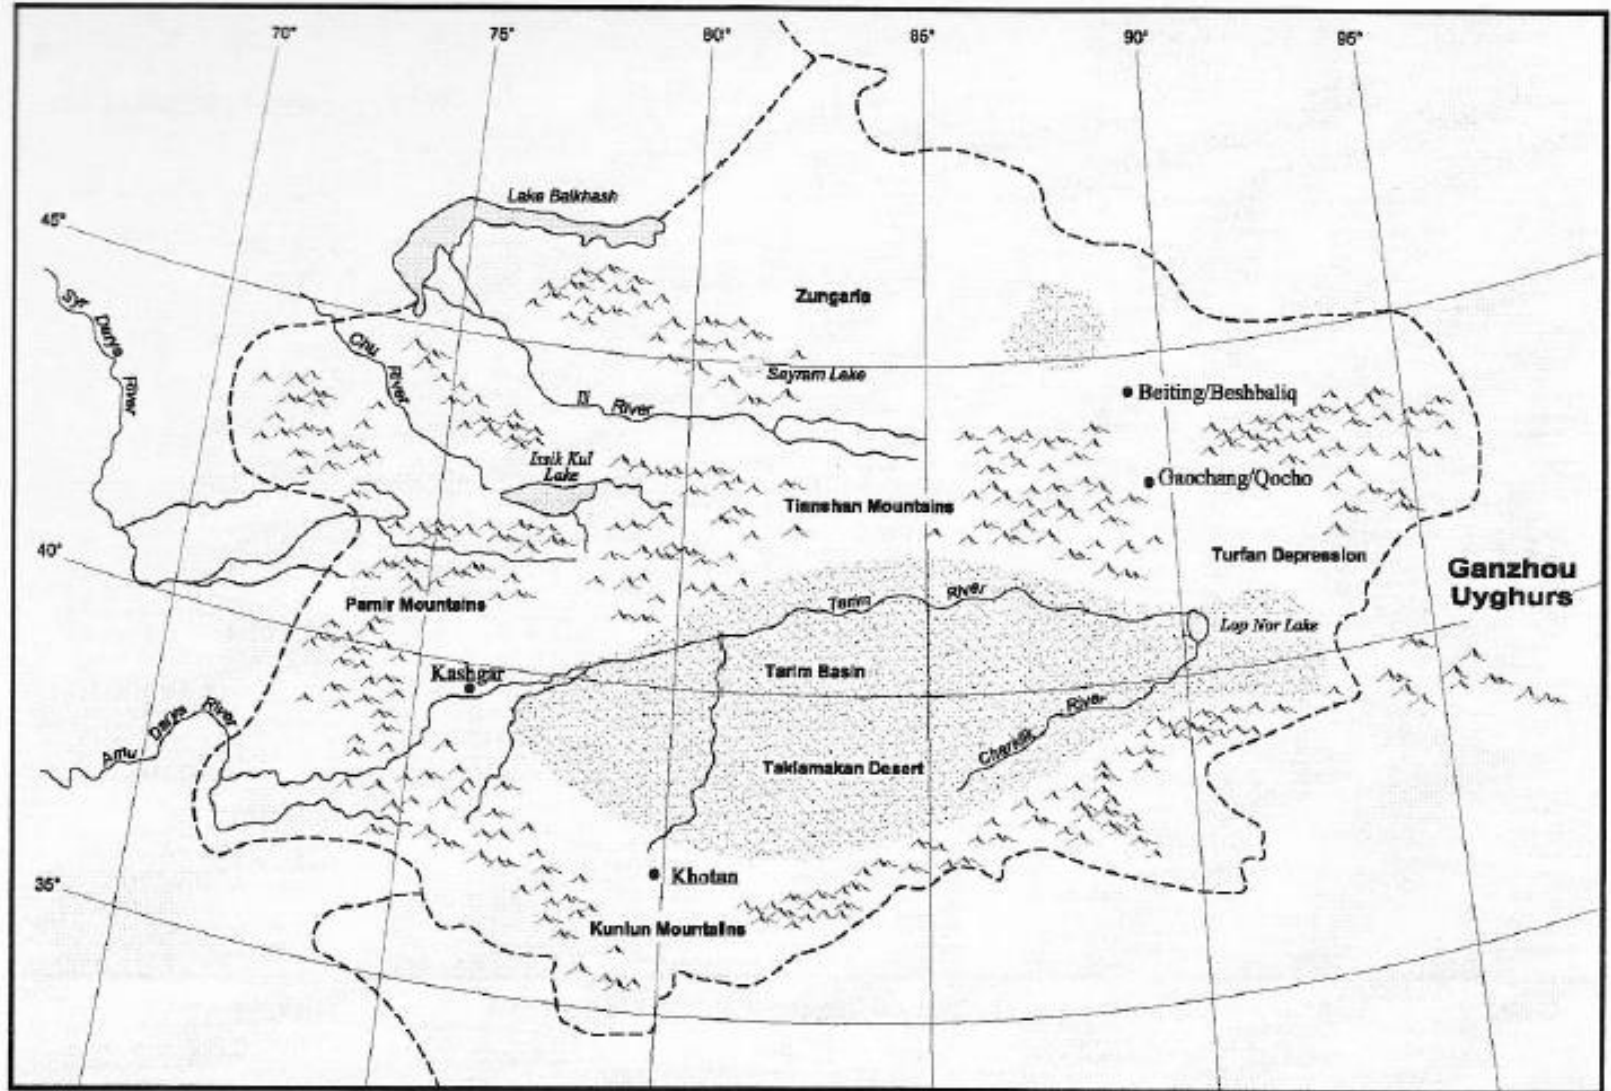 70°
75°
80°
85°
90°
95°
Lake Balkhash
45°
Syr
Darya
River
Zungaria
Chu
River
Sayram Lake
Ili River
Beiting/Beshbaliq
Issik Kul
Lake
Gaochang/Qocho
Tianshan Mountains
40°
Turfan Depression
Ganzhou
Uyghurs
Pamir Mountains
Tarim River
Lop Nor Lake
Kashgar
Tarim Basin
Amu Darya River
Charklik River
Taklamakan Desert
35°
Khotan
Kunlun Mountains